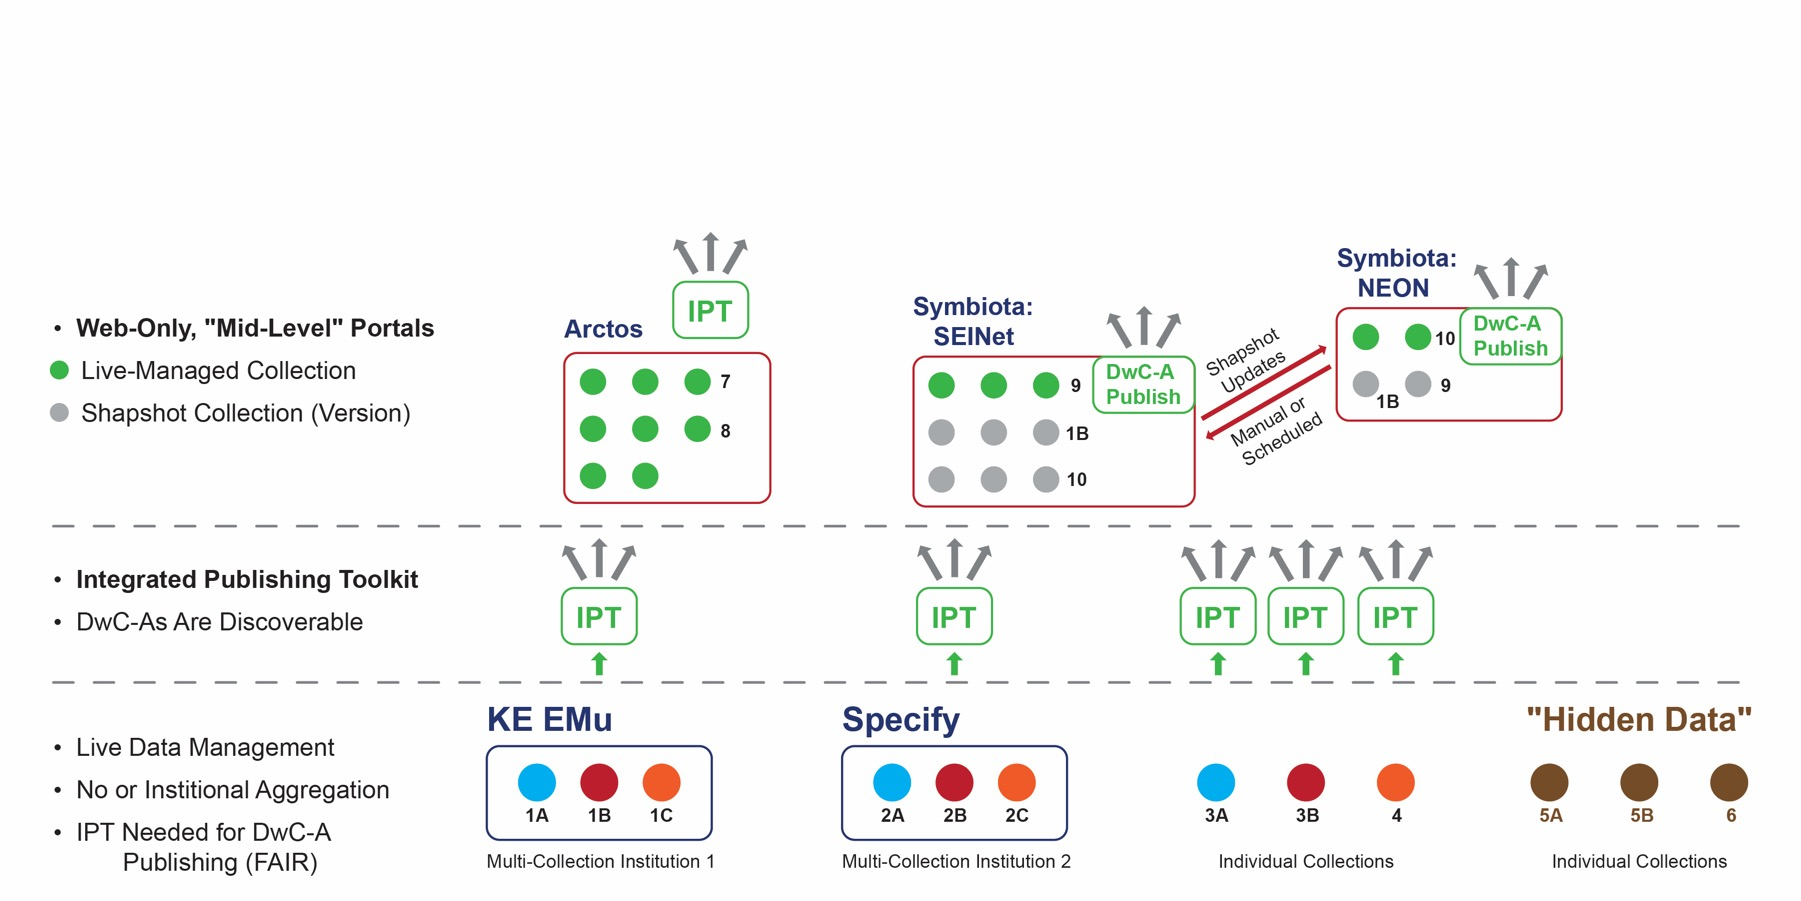 • Web-Only, "Mid-Level" Portals
Live-Managed Collection
Shapshot Collection (Version)
Arctos
IPT
7
8
Symbiota:
SEINet
DwC-A
Publish
9
1B
10
Snapshot
Updates
Manual or
Scheduled
Symbiota:
NEON
DwC-A
Publish
10
1B
9
• Integrated Publishing Toolkit
• DwC-As Are Discoverable
IPT
IPT
IPT
IPT
IPT
• Live Data Management
• No or Institional Aggregation
• IPT Needed for DwC-A
Publishing (FAIR)
KE EMu
1A 1B 1C
Multi-Collection Institution 1
Specify
2A 2B 2C
Multi-Collection Institution 2
3A 3B 4
Individual Collections
"Hidden Data"
5A 5B 6
Individual Collections